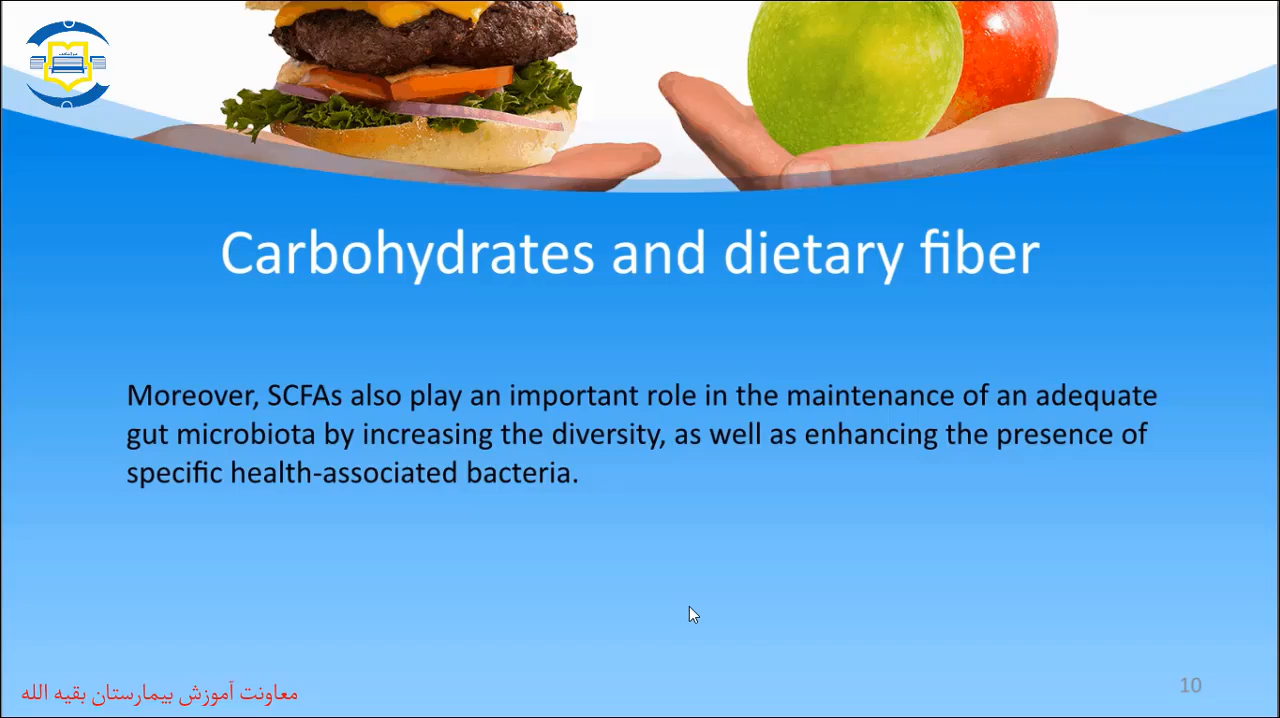 Carbohydrates and dietary fiber
Moreover, SCFAs also play an important role in the maintenance of an adequate
gut microbiota by increasing the diversity, as well as enhancing the presence of
specific health-associated bacteria.
معاونت آموزش بیمارستان بقیه الله
10